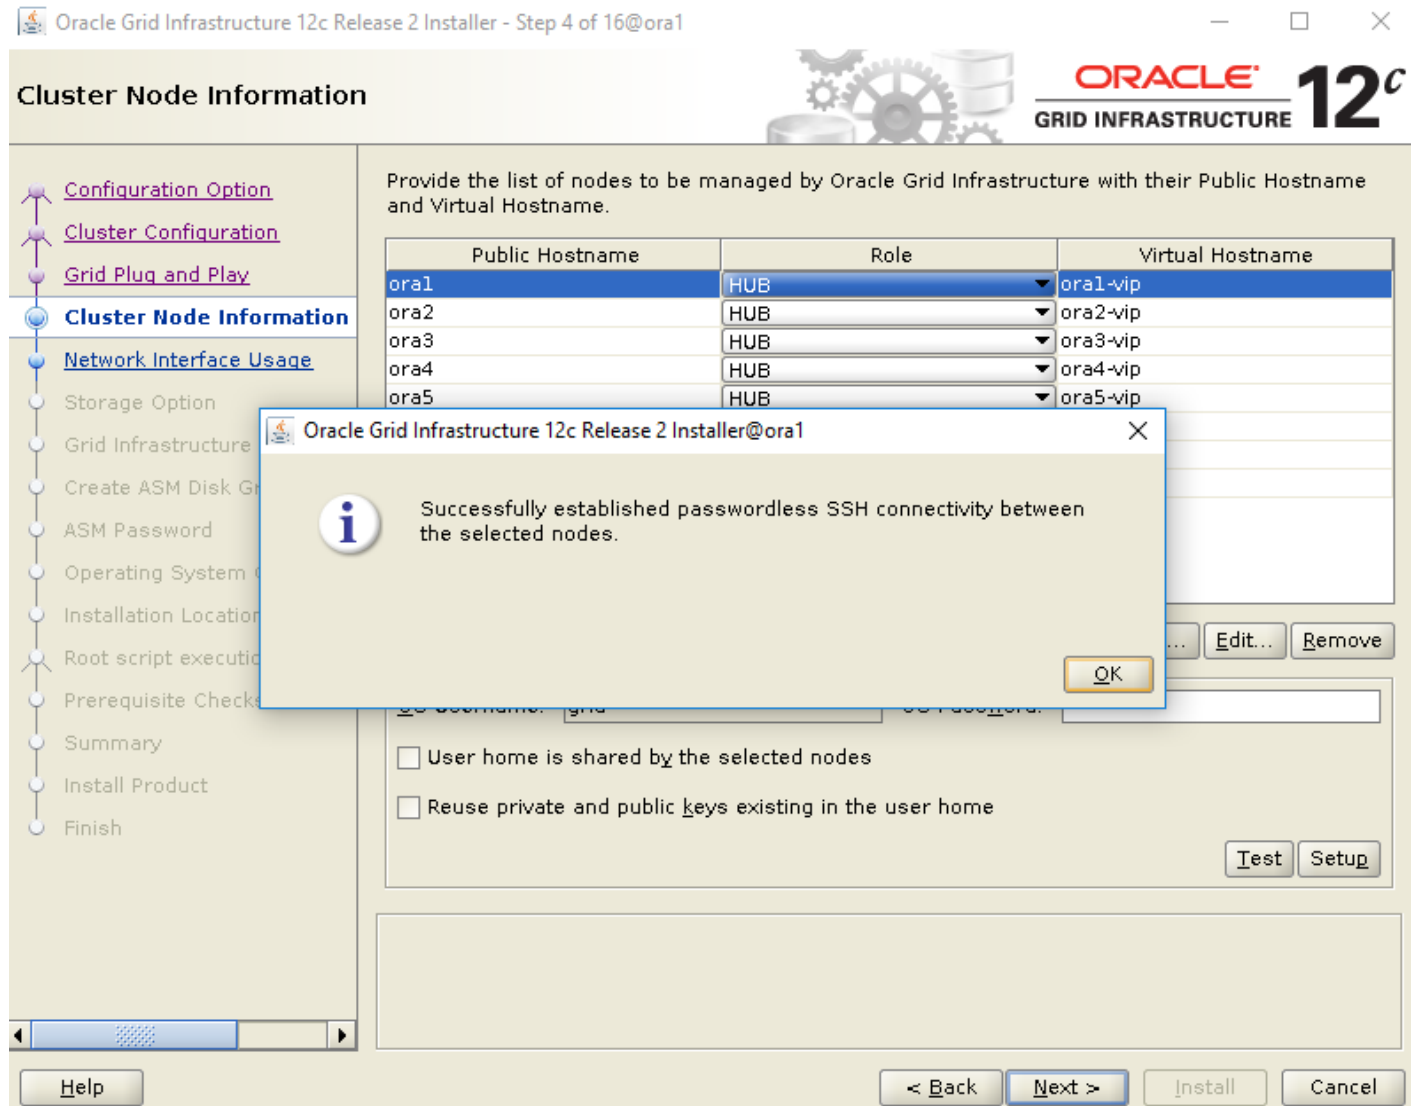 Oracle Grid Infrastructure 12c Release 2 Installer - Step 4 of 16@ora1
Cluster Node Information
ORACLE
GRID INFRASTRUCTURE
12c
Configuration Option
Cluster Configuration
Grid Plug and Play
Cluster Node Information
Network Interface Usage
Storage Option
Grid Infrastructure
Create ASM Disk
ASM Password
Operating System
Installation Location
Root script
Prerequisite Checks
Summary
Install Product
Finish
Provide the list of nodes to be managed by Oracle Grid Infrastructure with their Public Hostname
and Virtual Hostname.
Public Hostname Role Virtual Hostname
ora1 HUB ora1-vip
ora2 HUB ora2-vip
ora3 HUB ora3-vip
ora4 HUB ora4-vip
ora5 HUB ora5-vip
Oracle Grid Infrastructure 12c Release 2 Installer@ora1
Successfully established passwordless SSH connectivity between
the selected nodes.
OK
... Edit... Remove
User home is shared by the selected nodes
Reuse private and public keys existing in the user home
Test Setup
Help < Back Next > Install Cancel